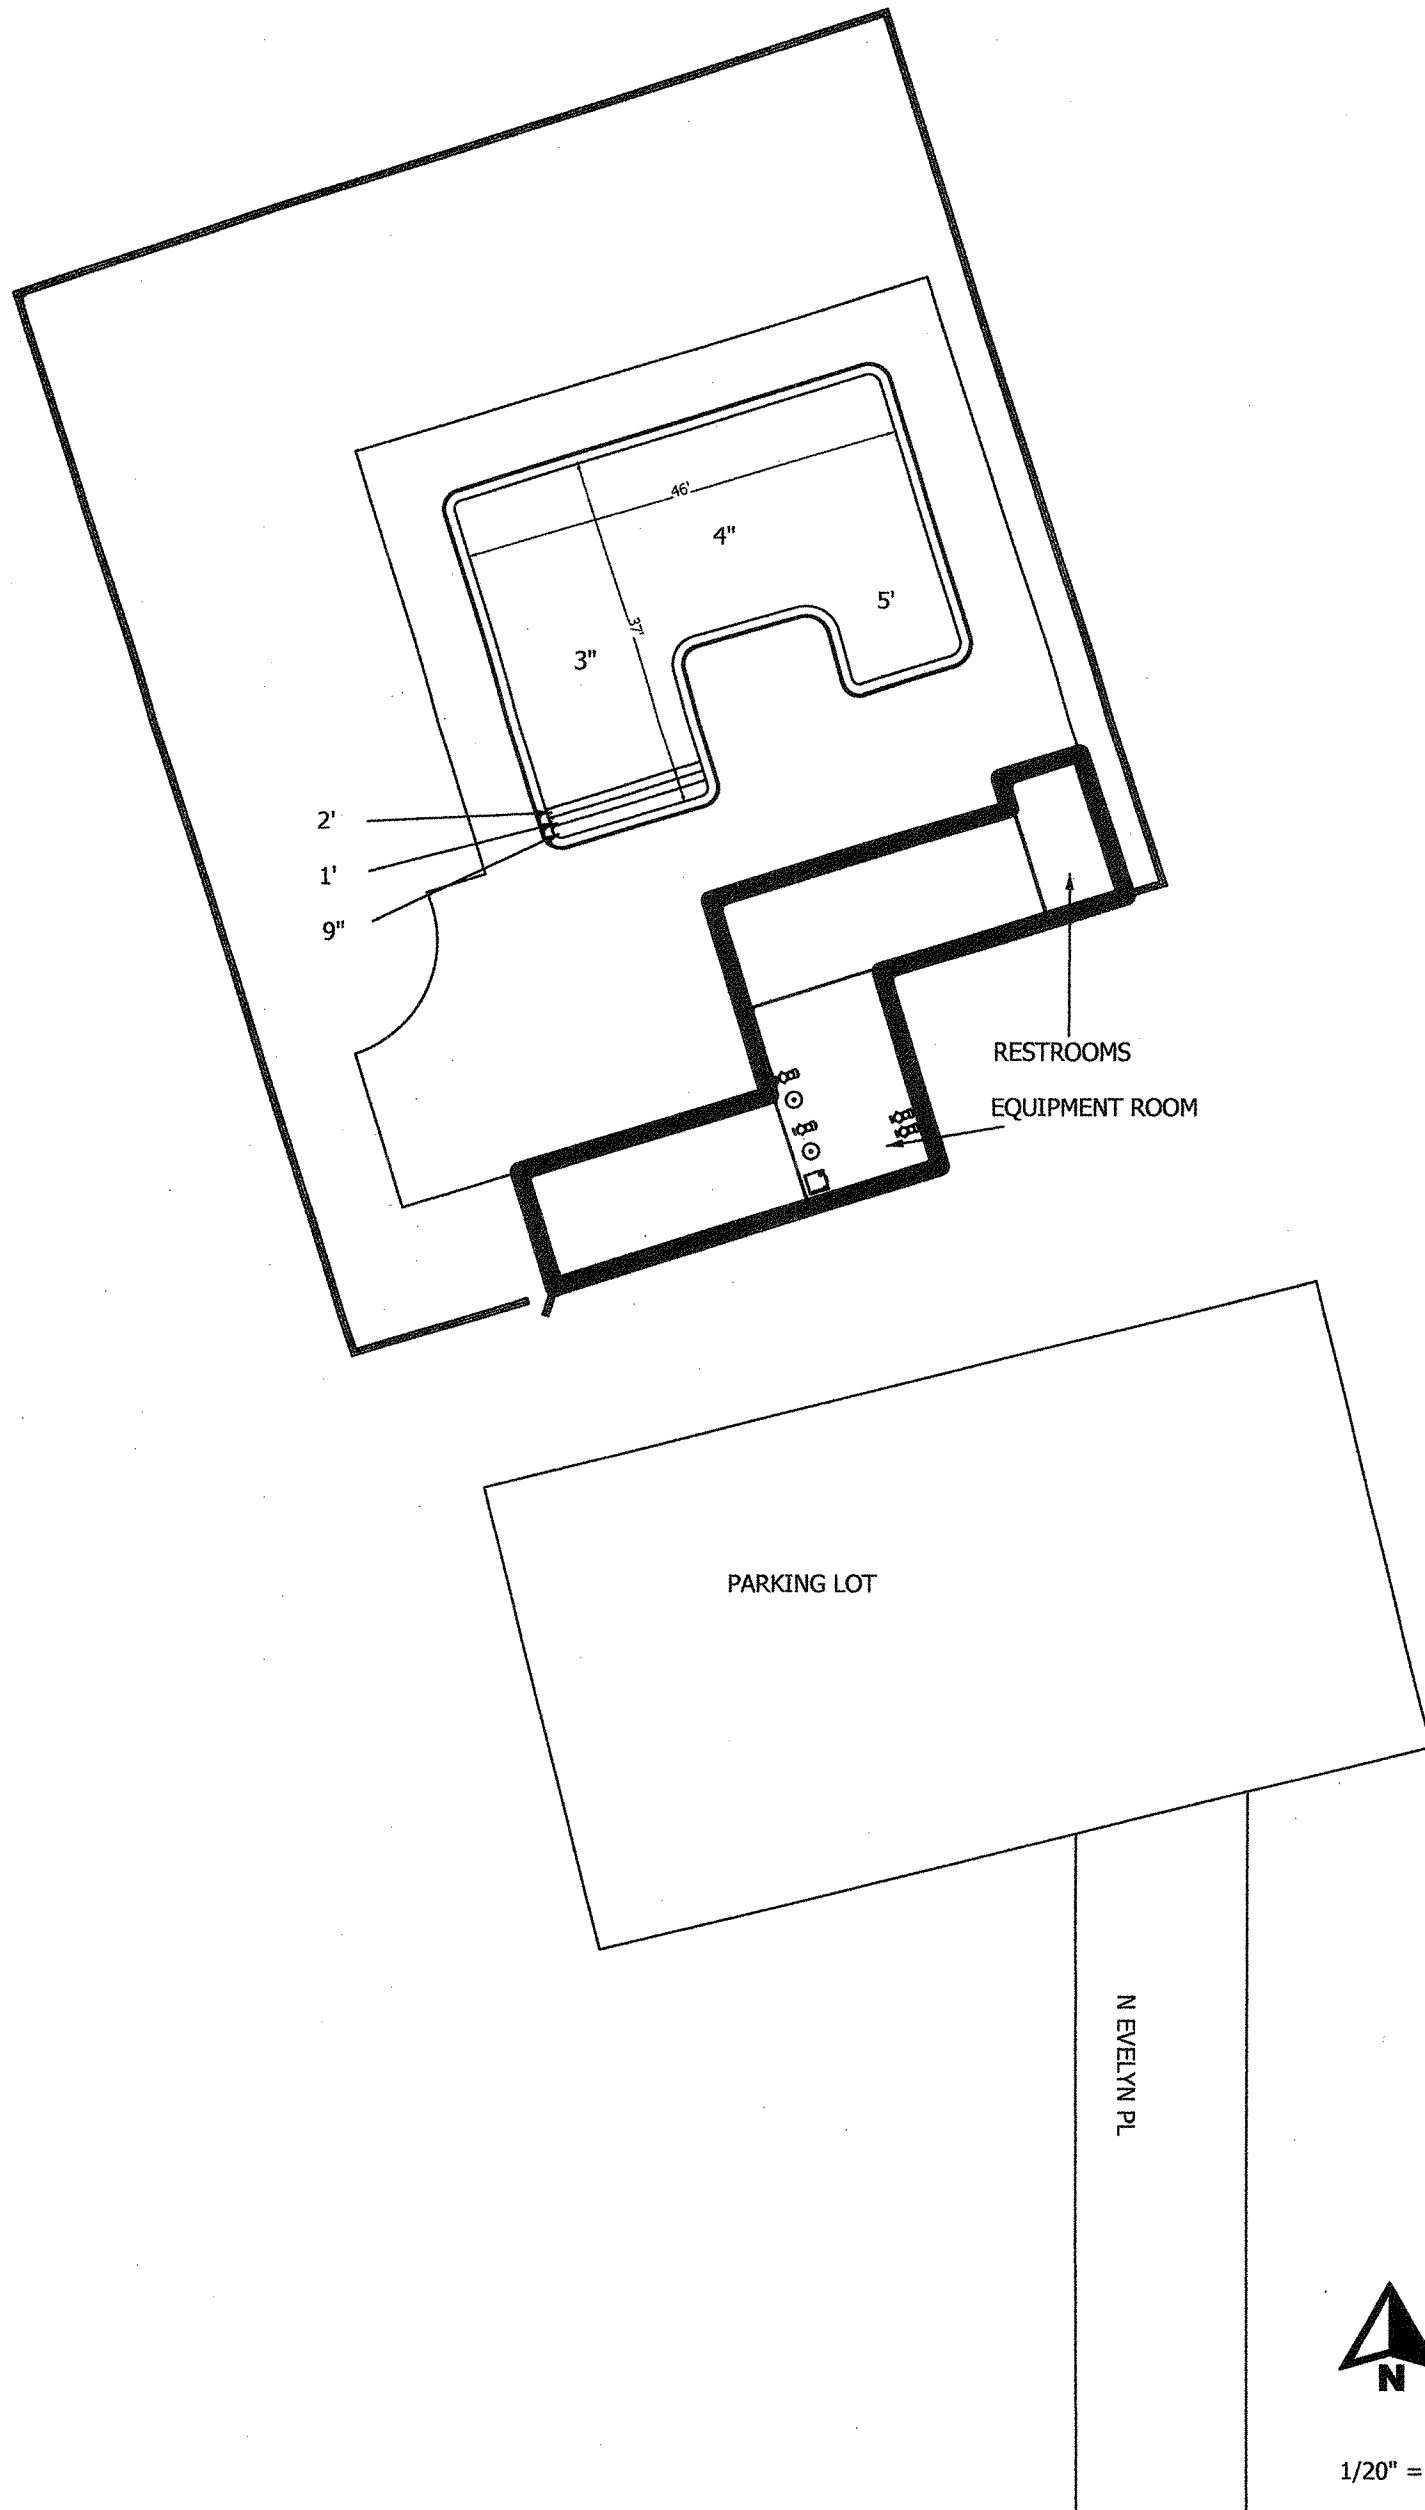 46'
4"
5'
37'
3"
2'
1'
9"
RESTROOMS
EQUIPMENT ROOM
PARKING LOT
N EVELYN PL
N
1/20" =